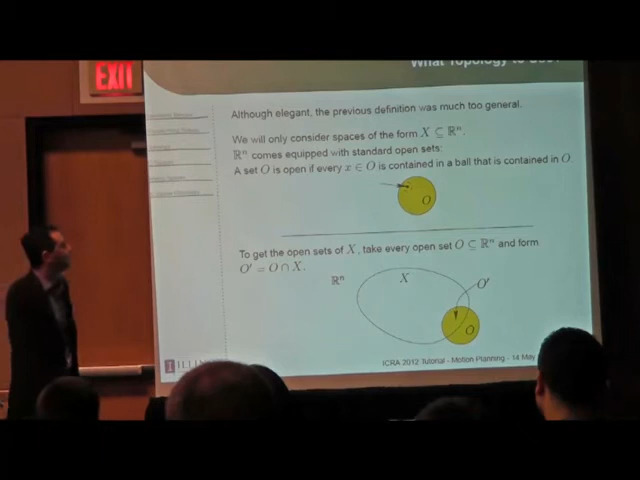 EXIT
What Topology to Use?
Although elegant, the previous definition was much too general.
We will only consider spaces of the form X ⊆ ℝⁿ.
ℝⁿ comes equipped with standard open sets:
A set O is open if every x ∈ O is contained in a ball that is contained in O.
O
To get the open sets of X, take every open set O ⊆ ℝⁿ and form
O′ = O ∩ X.
ℝⁿ
X
O′
O
I ILLIN
ICRA 2012 Tutorial - Motion Planning - 14 May